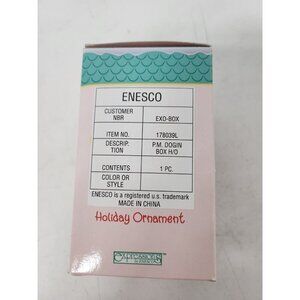 ENESCO
CUSTOMER NBR EXO-BOX
ITEM NO. 178039L
DESCRIP. TION P.M. DOGIN BOX H/O
CONTENTS 1 PC.
COLOR OR STYLE
ENESCO is a registered u.s. trademark
MADE IN CHINA
Holiday Ornament